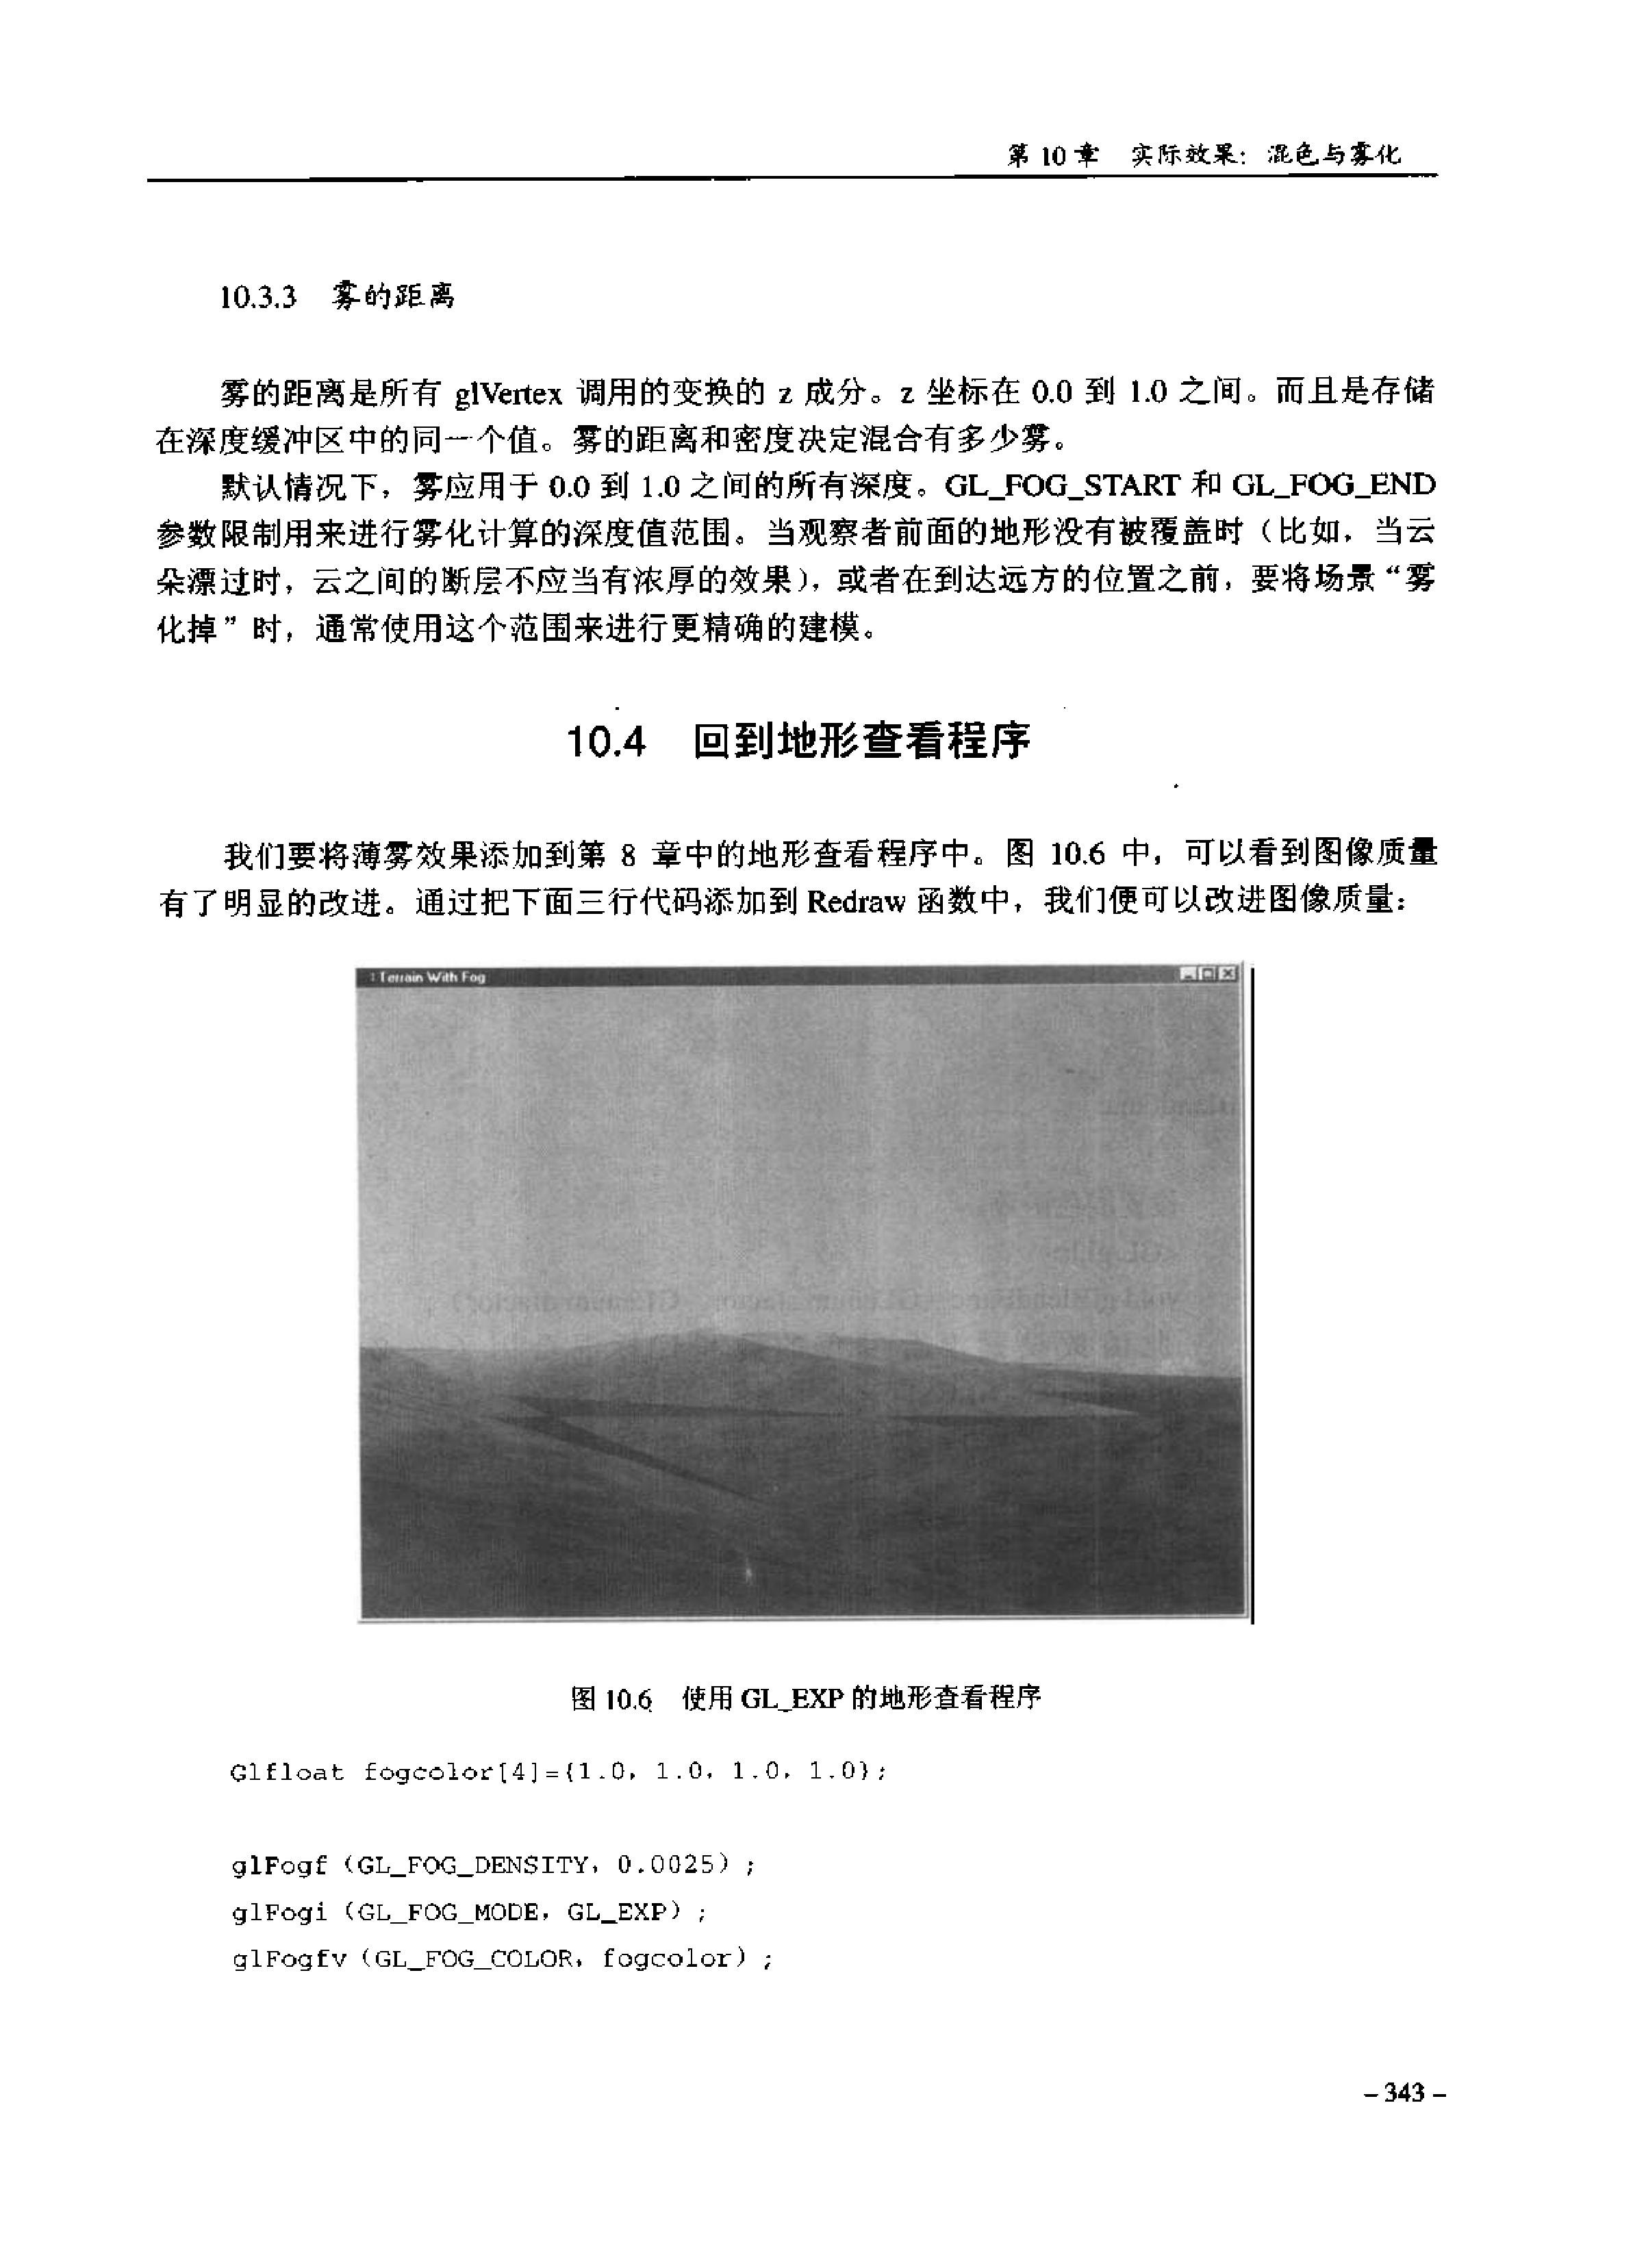 第 10 章 实际效果：混色与雾化
10.3.3 雾的距离
雾的距离是所有 glVertex 调用的变换的 z 成分。z 坐标在 0.0 到 1.0 之间。而且是存储
在深度缓冲区中的同一个值。雾的距离和密度决定混合有多少雾。
默认情况下，雾应用于 0.0 到 1.0 之间的所有深度。GL_FOG_START 和 GL_FOG_END
参数限制用来进行雾化计算的深度值范围。当观察者前面的地形没有被覆盖时（比如，当云
朵漂过时，云之间的断层不应当有浓厚的效果），或者在到达远方的位置之前，要将场景“雾
化掉”时，通常使用这个范围来进行更精确的建模。
10.4 回到地形查看程序
我们要将薄雾效果添加到第 8 章中的地形查看程序中。图 10.6 中，可以看到图像质量
有了明显的改进。通过把下面三行代码添加到 Redraw 函数中，我们便可以改进图像质量：
Terrain With Fog
图 10.6 使用 GL_EXP 的地形查看程序
Glfloat fogcolor[4]={1.0, 1.0, 1.0, 1.0};
glFogf（GL_FOG_DENSITY，0.0025）；
glFogi（GL_FOG_MODE，GL_EXP）；
glFogfv（GL_FOG_COLOR，fogcolor）；
– 343 –